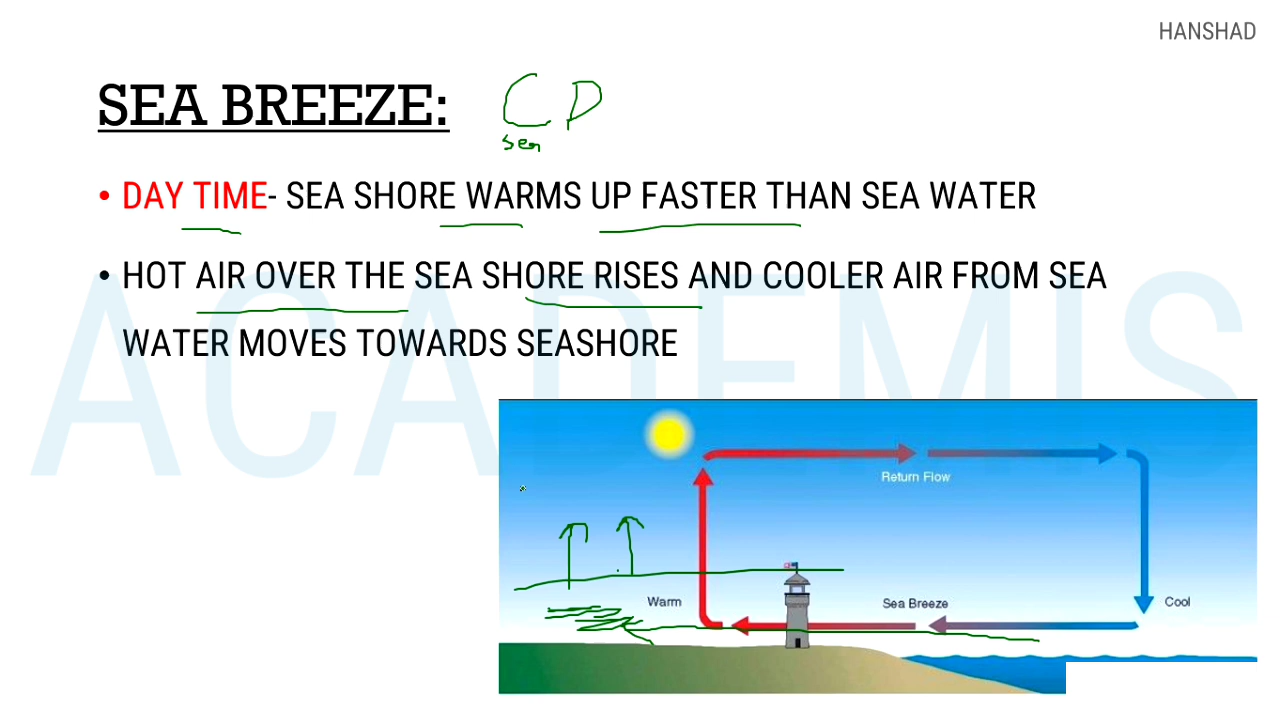 HANSHAD
SEA BREEZE: C D
sea
• DAY TIME- SEA SHORE WARMS UP FASTER THAN SEA WATER
• HOT AIR OVER THE SEA SHORE RISES AND COOLER AIR FROM SEA
WATER MOVES TOWARDS SEASHORE
ACADEMIS
Return Flow
Warm
Sea Breeze
Cool